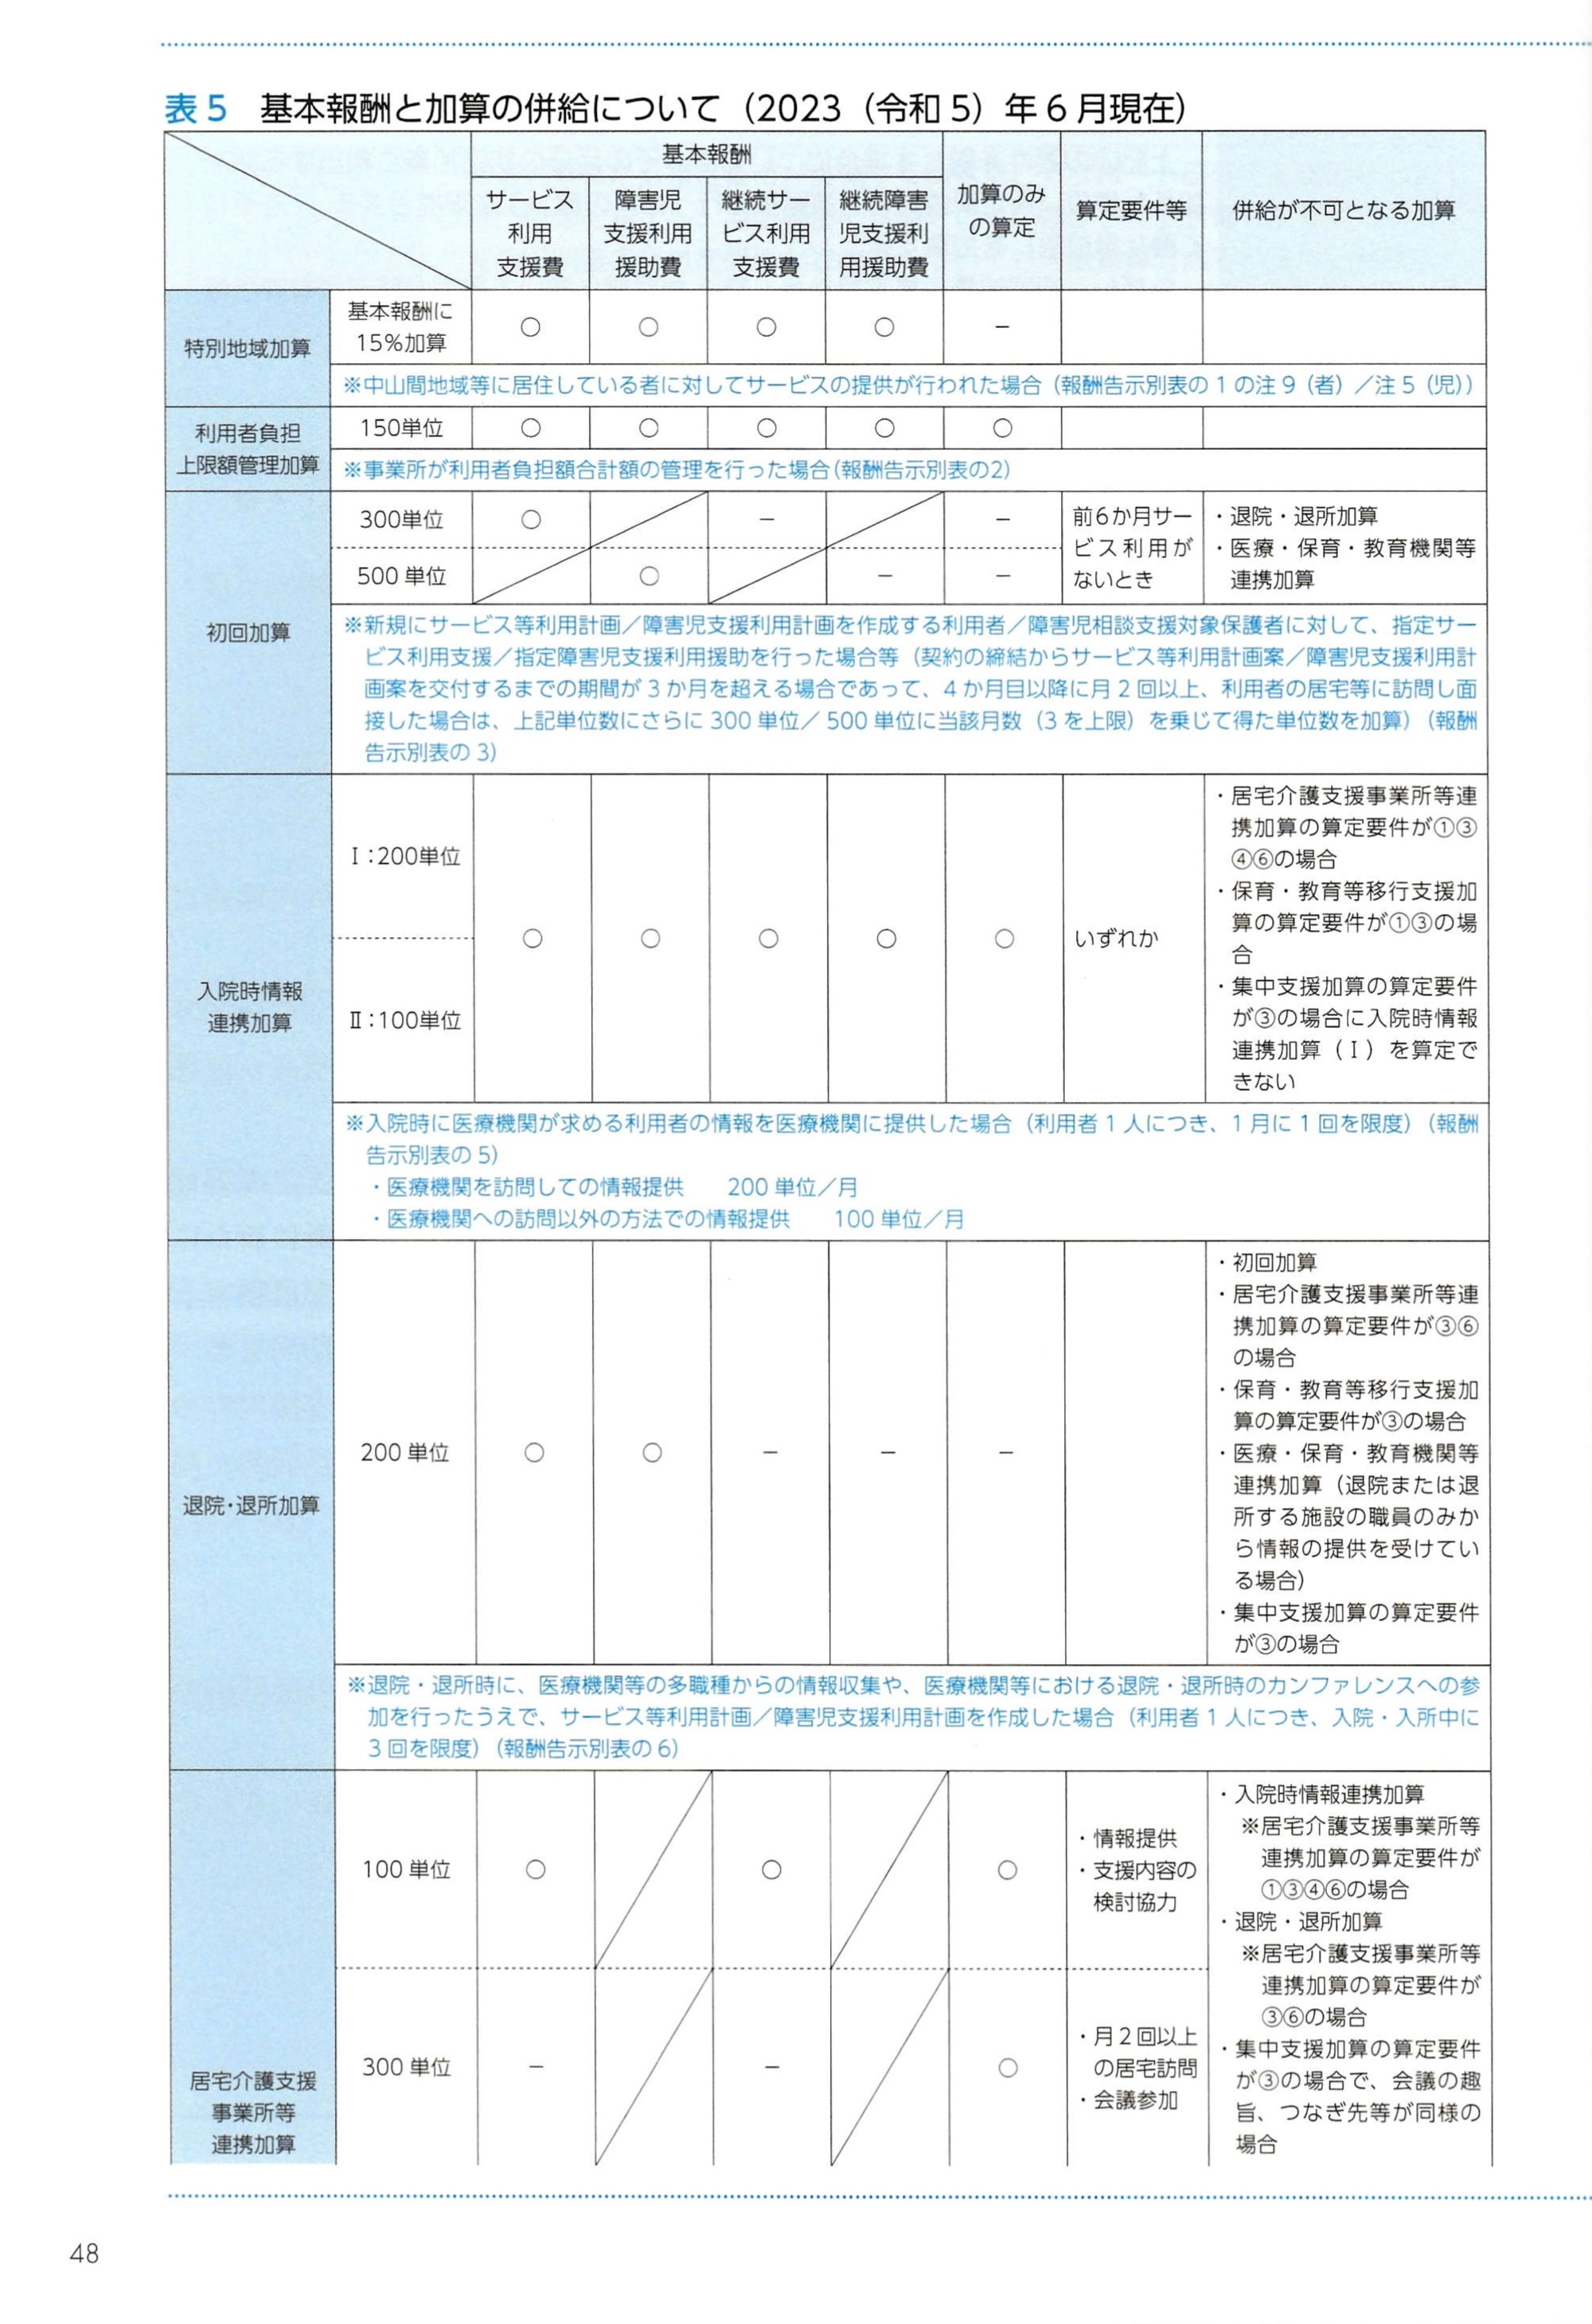 表5 基本報酬と加算の併給について（2023（令和5）年6月現在）
基本報酬
サービス
利用
支援費
障害児
支援利用
援助費
継続サー
ビス利用
支援費
継続障害
児支援利
用援助費
加算のみ
の算定
算定要件等
併給が不可となる加算
特別地域加算
基本報酬に
15%加算
○ ○ ○ ○ －
※中山間地域等に居住している者に対してサービスの提供が行われた場合（報酬告示別表の1の注9（者）／注5（児））
利用者負担
上限額管理加算
150単位 ○ ○ ○ ○ ○
※事業所が利用者負担額合計額の管理を行った場合（報酬告示別表の2）
初回加算
300単位 ○ － －
500単位 ○ － －
前6か月サー
ビス利用が
ないとき
・退院・退所加算
・医療・保育・教育機関等
連携加算
※新規にサービス等利用計画／障害児支援利用計画を作成する利用者／障害児相談支援対象保護者に対して、指定サー
ビス利用支援／指定障害児支援利用援助を行った場合等（契約の締結からサービス等利用計画案／障害児支援利用計
画案を交付するまでの期間が3か月を超える場合であって、4か月目以降に月2回以上、利用者の居宅等に訪問し面
接した場合は、上記単位数にさらに300単位／500単位に当該月数（3を上限）を乗じて得た単位数を加算）（報酬
告示別表の3）
入院時情報
連携加算
Ⅰ：200単位
Ⅱ：100単位
○ ○ ○ ○ ○
いずれか
・居宅介護支援事業所等連
携加算の算定要件が①③
④⑥の場合
・保育・教育等移行支援加
算の算定要件が①③の場
合
・集中支援加算の算定要件
が③の場合に入院時情報
連携加算（Ⅰ）を算定で
きない
※入院時に医療機関が求める利用者の情報を医療機関に提供した場合（利用者1人につき、1月に1回を限度）（報酬
告示別表の5）
・医療機関を訪問しての情報提供 200単位／月
・医療機関への訪問以外の方法での情報提供 100単位／月
退院・退所加算
200単位 ○ ○ － － －
・初回加算
・居宅介護支援事業所等連
携加算の算定要件が③⑥
の場合
・保育・教育等移行支援加
算の算定要件が③の場合
・医療・保育・教育機関等
連携加算（退院または退
所する施設の職員のみか
ら情報の提供を受けてい
る場合）
・集中支援加算の算定要件
が③の場合
※退院・退所時に、医療機関等の多職種からの情報収集や、医療機関等における退院・退所時のカンファレンスへの参
加を行ったうえで、サービス等利用計画／障害児支援利用計画を作成した場合（利用者1人につき、入院・入所中に
3回を限度）（報酬告示別表の6）
居宅介護支援
事業所等
連携加算
100単位 ○ ○ ○
・情報提供
・支援内容の
検討協力
300単位 － － ○
・月2回以上
の居宅訪問
・会議参加
・入院時情報連携加算
※居宅介護支援事業所等
連携加算の算定要件が
①③④⑥の場合
・退院・退所加算
※居宅介護支援事業所等
連携加算の算定要件が
③⑥の場合
・集中支援加算の算定要件
が③の場合で、会議の趣
旨、つなぎ先等が同様の
場合
48